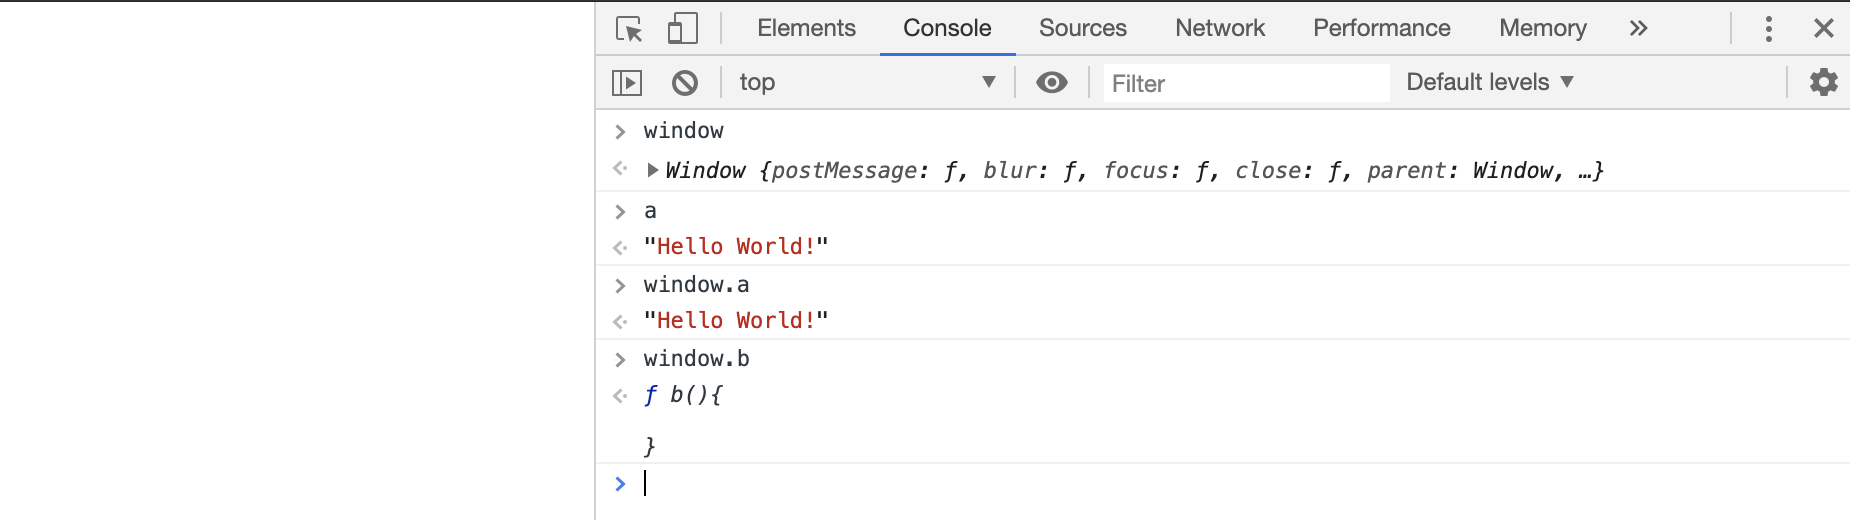 Elements Console Sources Network Performance Memory »
top ▼ Filter Default levels ▼
> window
<· ▶Window {postMessage: ƒ, blur: ƒ, focus: ƒ, close: ƒ, parent: Window, …}
> a
<· "Hello World!"
> window.a
<· "Hello World!"
> window.b
<· ƒ b(){
}
>